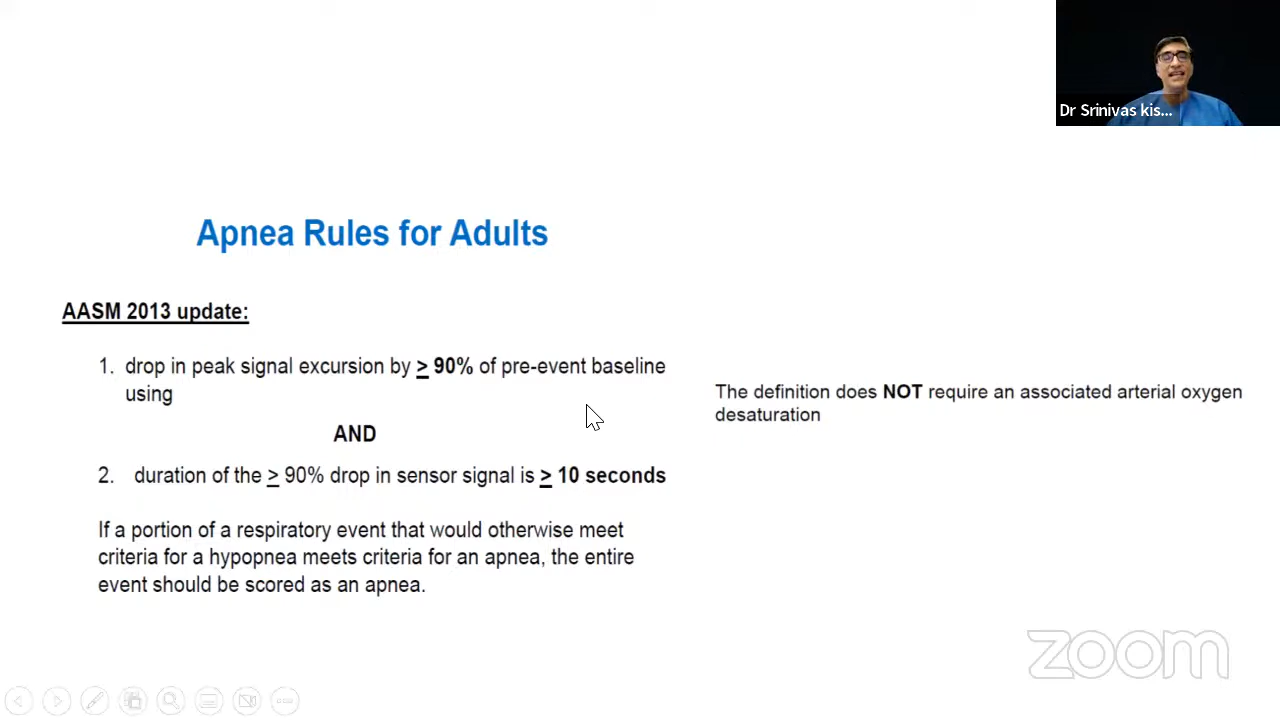 Dr Srinivas kis...
Apnea Rules for Adults
AASM 2013 update:
1. drop in peak signal excursion by ≥ 90% of pre-event baseline
using
AND
2. duration of the ≥ 90% drop in sensor signal is ≥ 10 seconds
If a portion of a respiratory event that would otherwise meet
criteria for a hypopnea meets criteria for an apnea, the entire
event should be scored as an apnea.
The definition does NOT require an associated arterial oxygen
desaturation
zoom